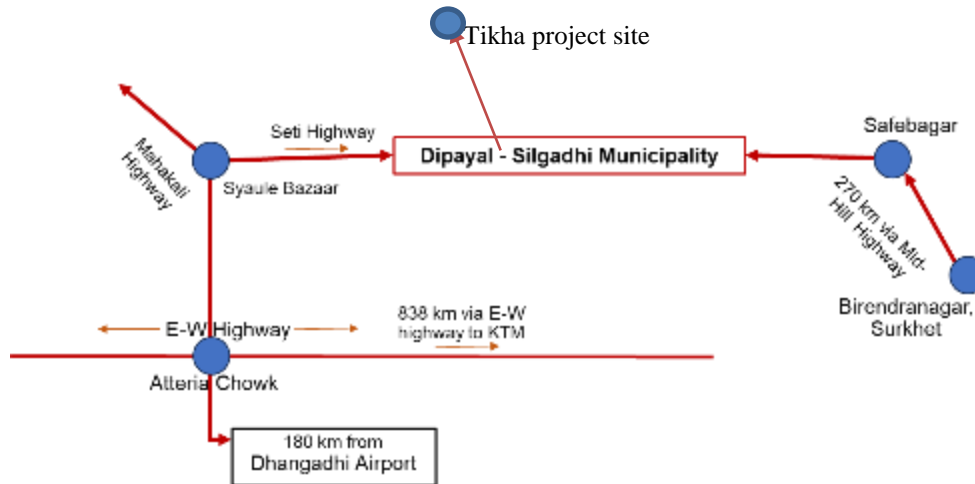 Tikha project site
Seti Highway
Safebagar
Dipayal - Silgadhi Municipality
Mahakali
Highway
Syaule Bazaar
270 km via Mid-
Hill Highway
Birendranagar,
Surkhet
838 km via E-W
highway to KTM
E-W Highway
Atteria Chowk
180 km from
Dhangadhi Airport